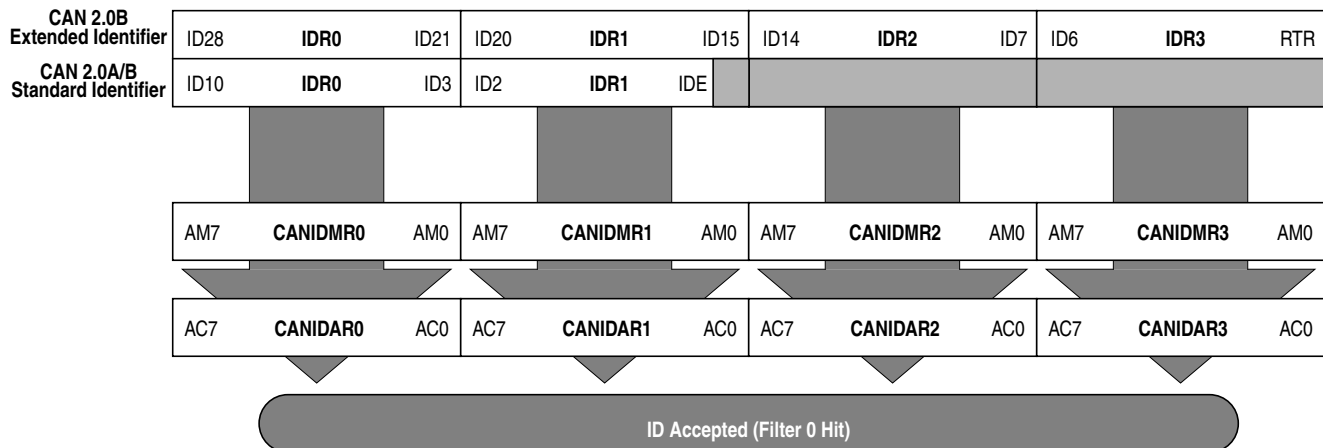 CAN 2.0B
Extended Identifier
ID28 IDR0 ID21 ID20 IDR1 ID15 ID14 IDR2 ID7 ID6 IDR3 RTR
CAN 2.0A/B
Standard Identifier
ID10 IDR0 ID3 ID2 IDR1 IDE
AM7 CANIDMR0 AM0 AM7 CANIDMR1 AM0 AM7 CANIDMR2 AM0 AM7 CANIDMR3 AM0
AC7 CANIDAR0 AC0 AC7 CANIDAR1 AC0 AC7 CANIDAR2 AC0 AC7 CANIDAR3 AC0
ID Accepted (Filter 0 Hit)